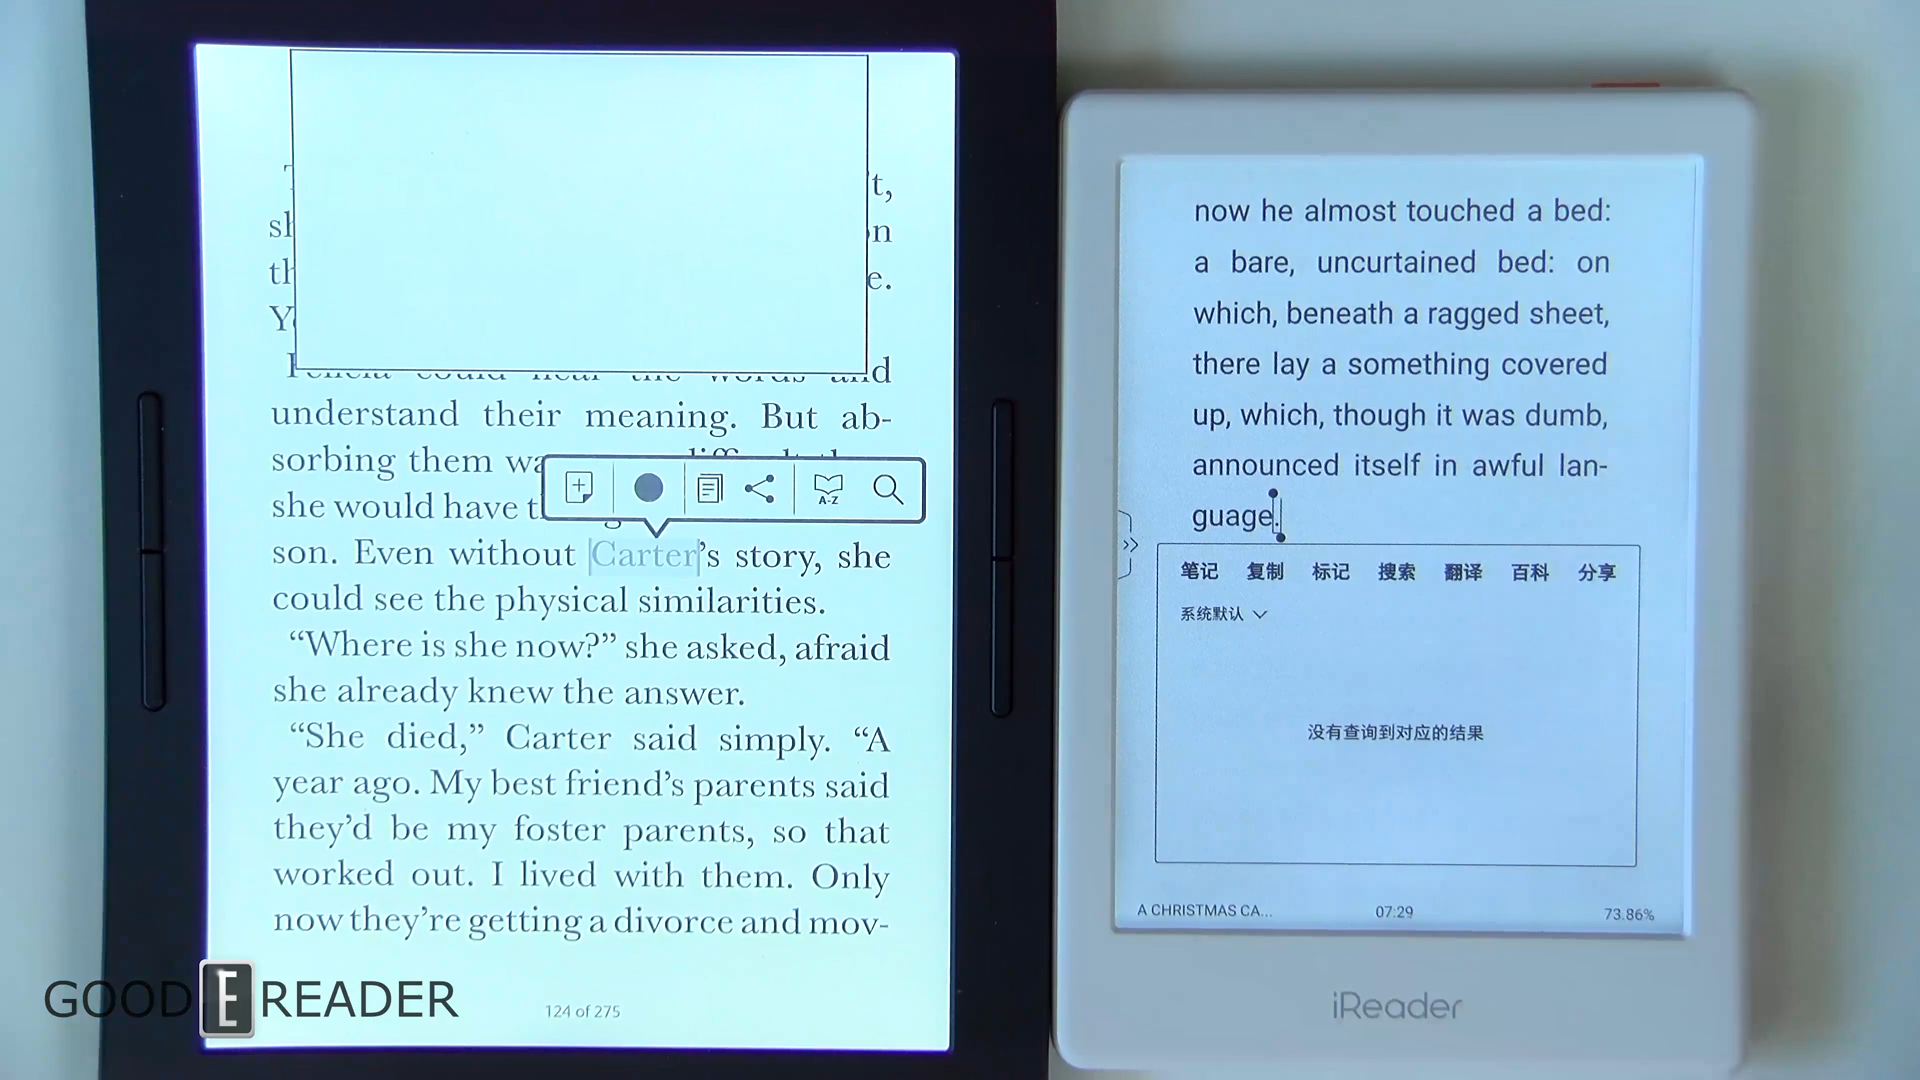 t,
n
e.
d
understand their meaning. But ab-
sorbing them
she would have
son. Even without Carter's story, she
could see the physical similarities.
“Where is she now?” she asked, afraid
she already knew the answer.
“She died,” Carter said simply. “A
year ago. My best friend’s parents said
they’d be my foster parents, so that
worked out. I lived with them. Only
now they’re getting a divorce and mov-
124 of 275
A-Z
GOOD E READER
now he almost touched a bed:
a bare, uncurtained bed: on
which, beneath a ragged sheet,
there lay a something covered
up, which, though it was dumb,
announced itself in awful lan-
guage.
笔记 复制 标记 搜索 翻译 百科 分享
系统默认
没有查询到对应的结果
A CHRISTMAS CA... 07:29 73.86%
iReader